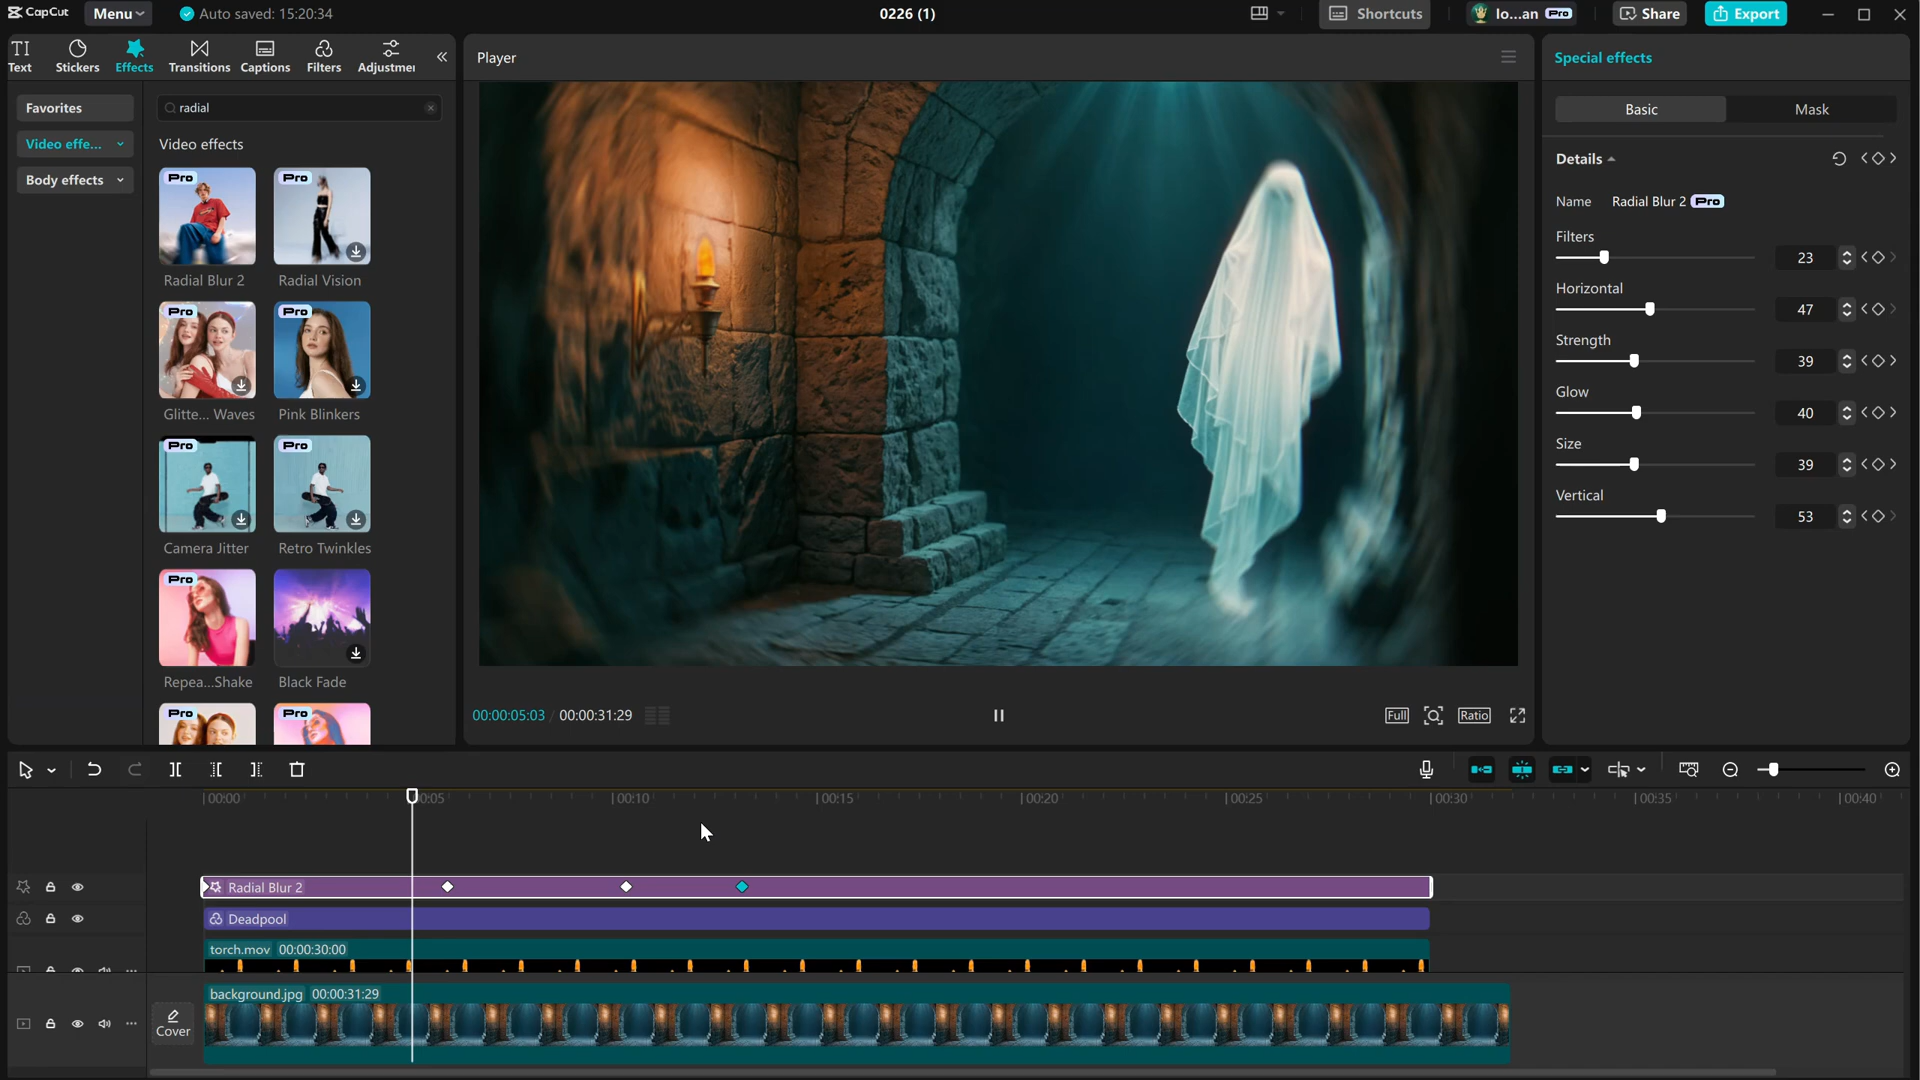 CapCut
Menu
Auto saved: 15:20:34
0226 (1)
Shortcuts
lo...an Pro
Share
Export
TI
Text
Stickers
Effects
Transitions
Captions
Filters
Adjustmer
Favorites
Video effe...
Body effects
radial
Video effects
Pro
Pro
Radial Blur 2
Radial Vision
Pro
Pro
Glitte... Waves
Pink Blinkers
Pro
Pro
Camera Jitter
Retro Twinkles
Pro
Repea...Shake
Black Fade
Pro
Pro
Player
00:00:05:03 / 00:00:31:29
Full
Ratio
Special effects
Basic
Mask
Details
Name Radial Blur 2 Pro
Filters
23
Horizontal
47
Strength
39
Glow
40
Size
39
Vertical
53
00:00
00:05
00:10
00:15
00:20
00:25
00:30
00:35
00:40
Radial Blur 2
Deadpool
torch.mov 00:00:30:00
background.jpg 00:00:31:29
Cover